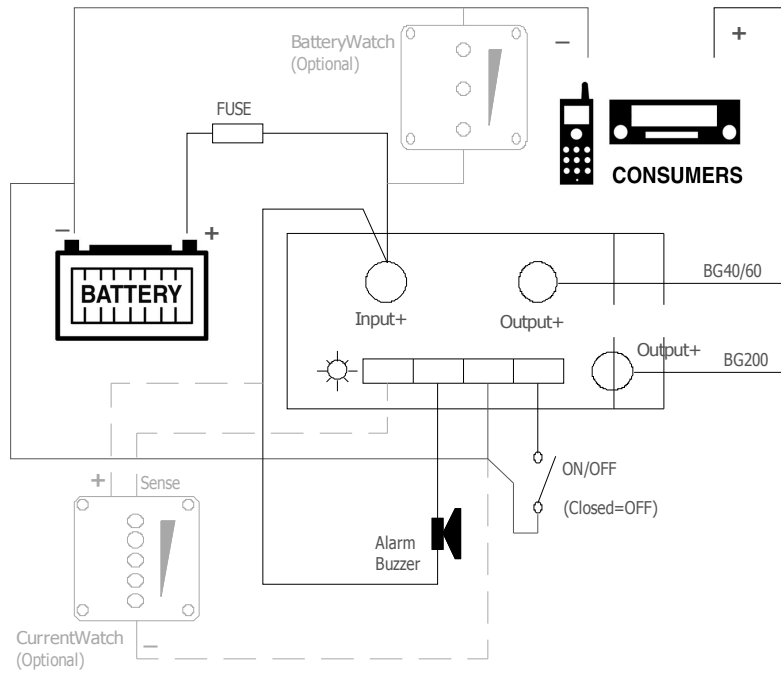 BatteryWatch
(Optional)
−
+
FUSE
CONSUMERS
−
+
BATTERY
Input+
Output+
BG40/60
Output+
BG200
+
Sense
ON/OFF
(Closed=OFF)
Alarm
Buzzer
CurrentWatch
(Optional)
−